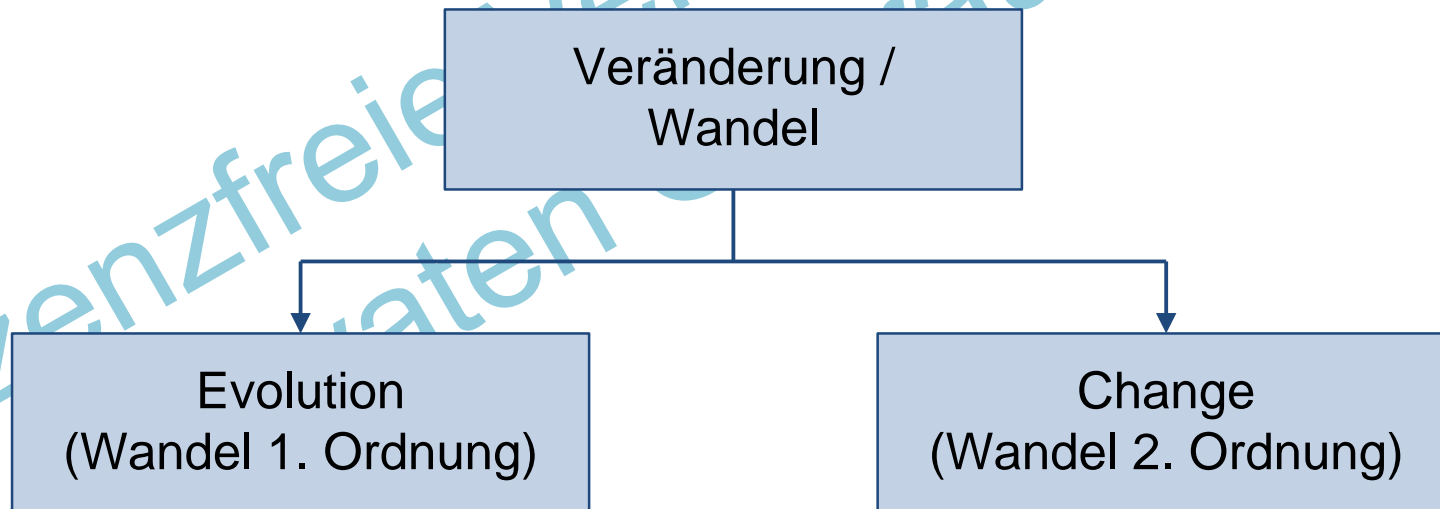 Veränderung /
Wandel
Evolution
(Wandel 1. Ordnung)
Change
(Wandel 2. Ordnung)